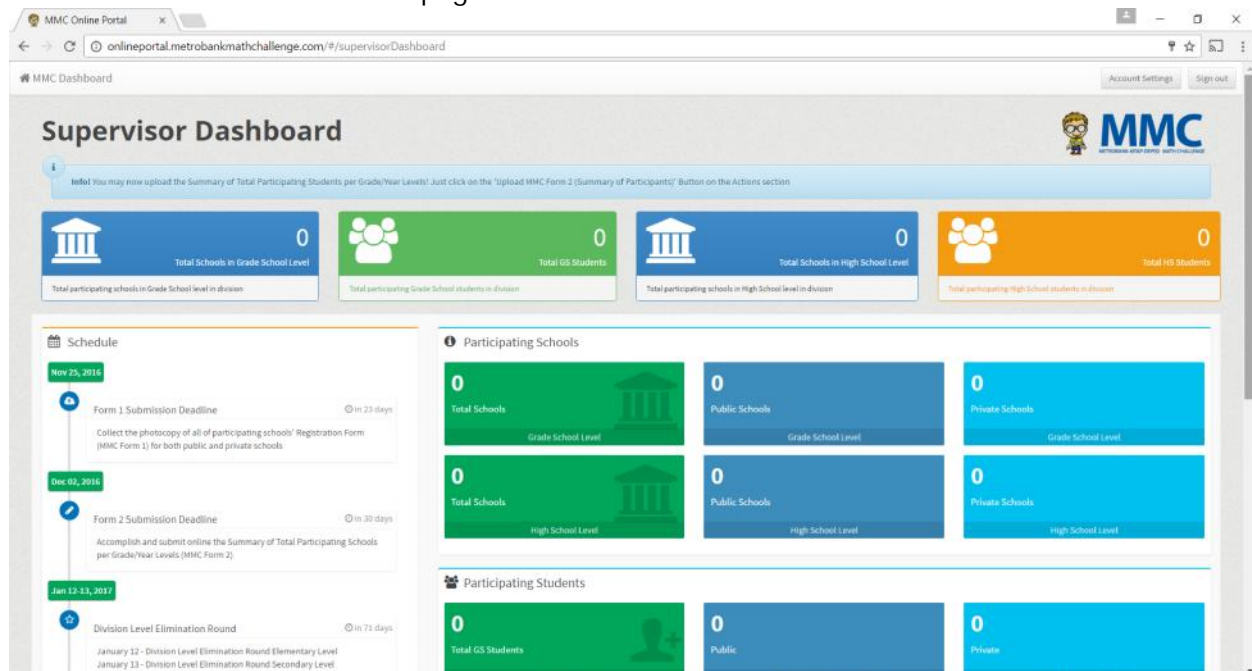 MMC Online Portal
onlineportal.metrobankmathchallenge.com/#/supervisorDashboard
MMC Dashboard
Account Settings
Sign out
Supervisor Dashboard
MMC
METROBANK-MTAP-DEPED MATH CHALLENGE
Info! You may now upload the Summary of Total Participating Students per Grade/Year Levels! Just click on the 'Upload MMC Form 2 (Summary of Participants)' Button on the Actions section
0
Total Schools in Grade School Level
Total participating schools in Grade School level in division
0
Total GS Students
Total participating Grade School students in division
0
Total Schools in High School Level
Total participating schools in High School level in division
0
Total HS Students
Total participating High School students in division
Schedule
Nov 25, 2016
Form 1 Submission Deadline
in 23 days
Collect the photocopy of all of participating schools' Registration Form
(MMC Form 1) for both public and private schools
Dec 02, 2016
Form 2 Submission Deadline
in 30 days
Accomplish and submit online the Summary of Total Participating Schools
per Grade/Year Levels (MMC Form 2)
Jan 12-13, 2017
Division Level Elimination Round
in 71 days
January 12 - Division Level Elimination Round Elementary Level
January 13 - Division Level Elimination Round Secondary Level
Participating Schools
0
Total Schools
Grade School Level
0
Public Schools
Grade School Level
0
Private Schools
Grade School Level
0
Total Schools
High School Level
0
Public Schools
High School Level
0
Private Schools
High School Level
Participating Students
0
Total GS Students
0
Public
0
Private